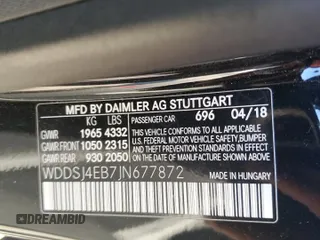 MFD BY DAIMLER AG STUTTGART
KG LBS PASSENGER CAR 696 04/18
GVWR 1965 4332
GAWR FRONT 1050 2315
GAWR REAR 930 2050
THIS VEHICLE CONFORMS TO ALL APPLICABLE
U.S. FEDERAL MOTOR VEHICLE SAFETY,
BUMPER, AND THEFT PREVENTION STANDARDS
IN EFFECT ON THE DATE OF MANUFACTURE
SHOWN ABOVE.
WDDSJ4EB7JN677872
MADE IN HUNGARY
DREAMBID